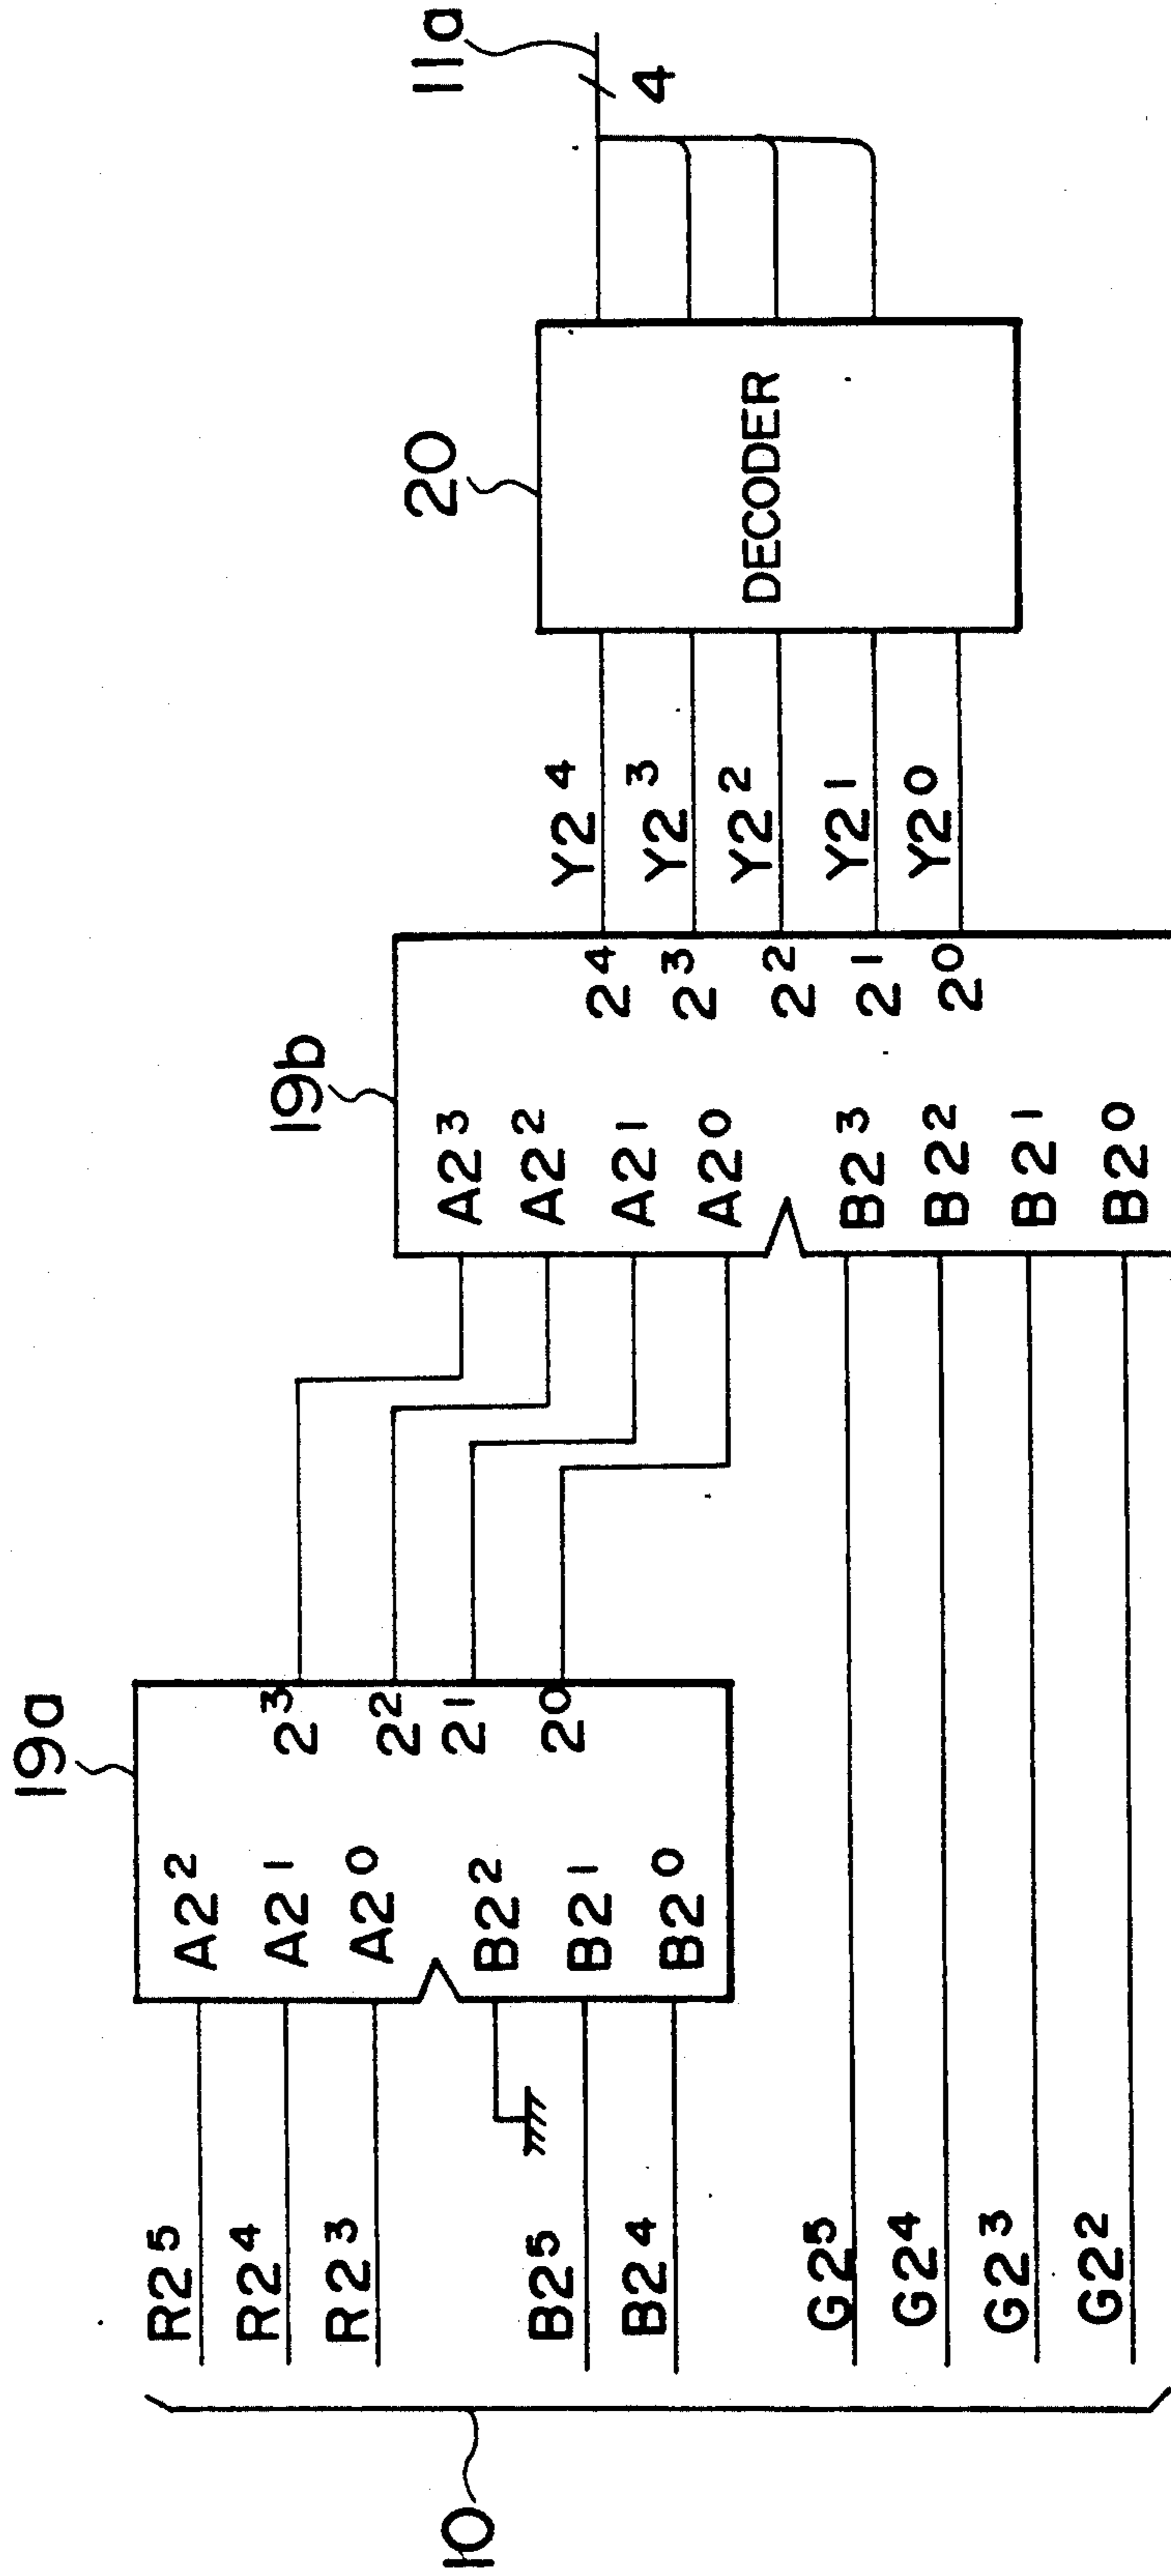 10
R2⁵
R2⁴
R2³
B2⁵
B2⁴
G2⁵
G2⁴
G2³
G2²
19a
A2²
A2¹
A2⁰
B2²
B2¹
B2⁰
2³
2²
2¹
2⁰
19b
A2³
A2²
A2¹
A2⁰
B2³
B2²
B2¹
B2⁰
2⁴
2³
2²
2¹
2⁰
Y2⁴
Y2³
Y2²
Y2¹
Y2⁰
20
DECODER
11a
4